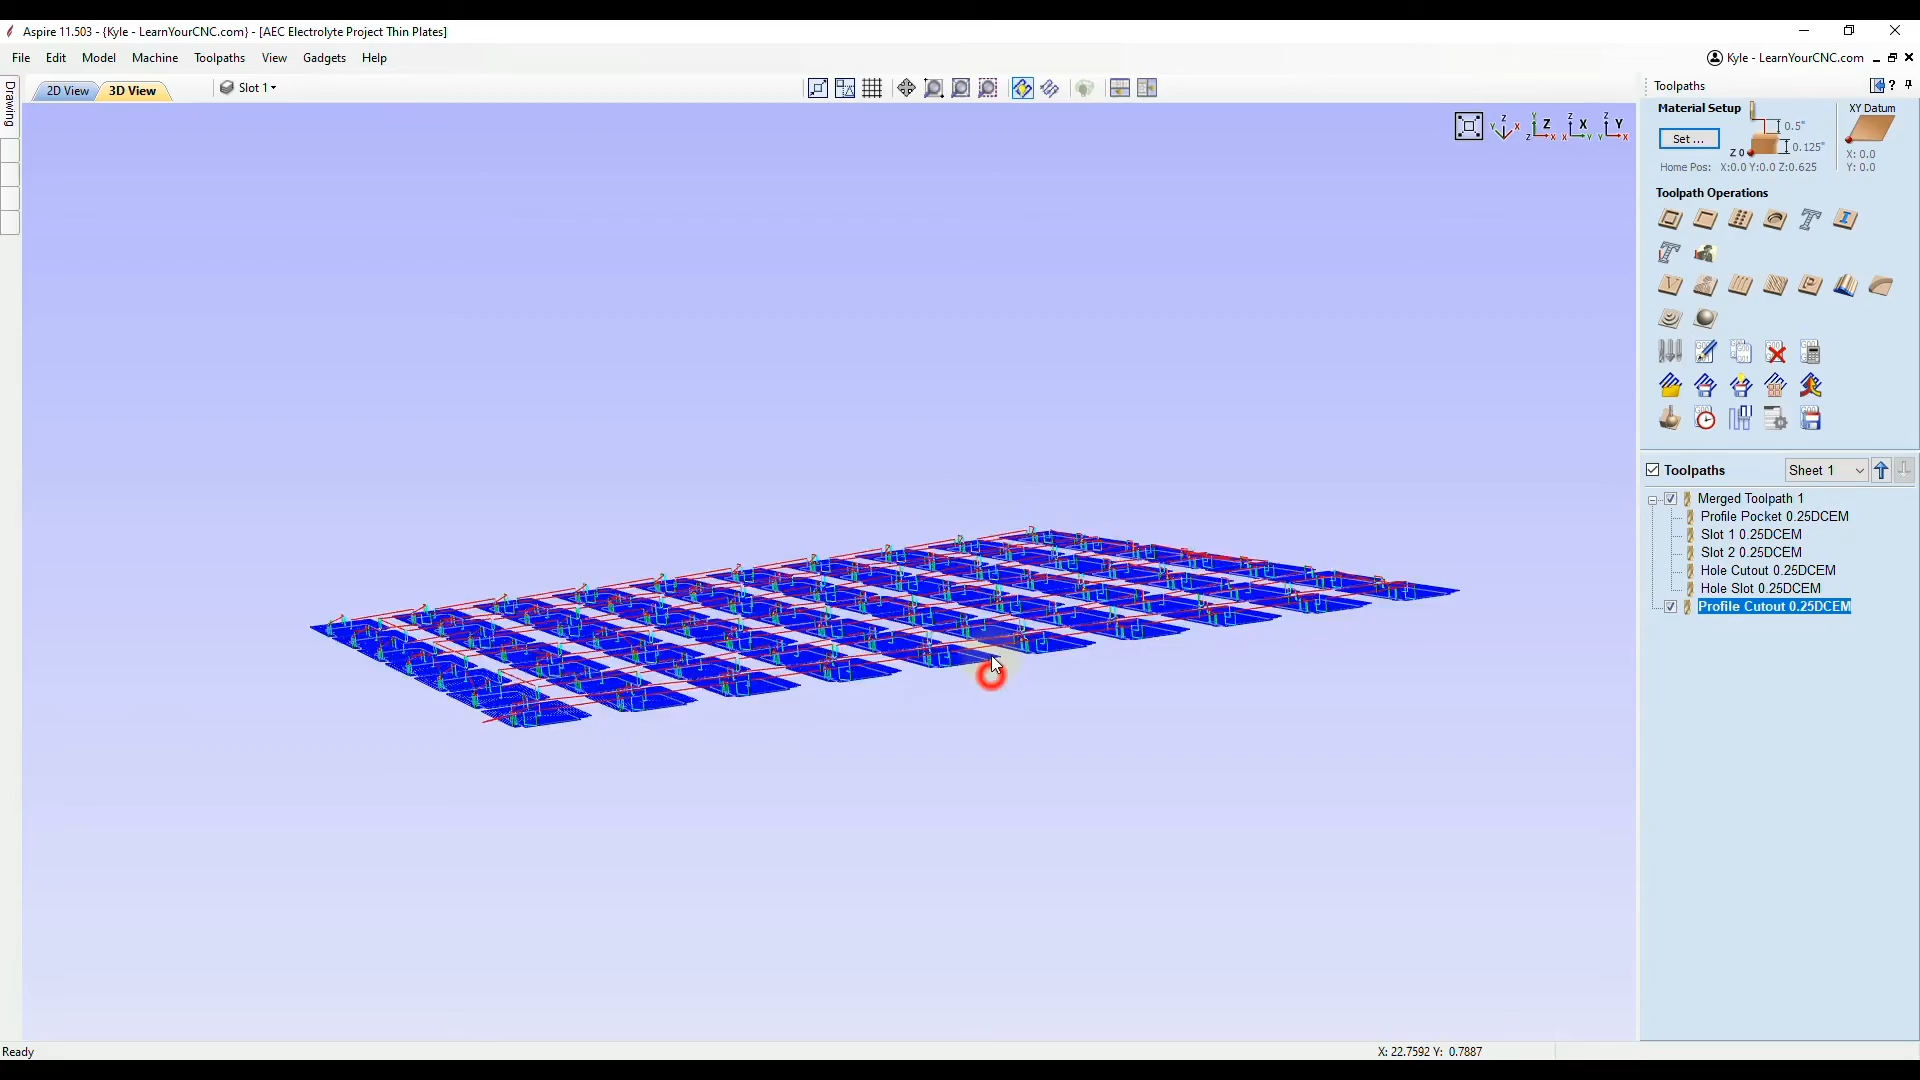 Aspire 11.503 - {Kyle - LearnYourCNC.com} - [AEC Electrolyte Project Thin Plates]
File Edit Model Machine Toolpaths View Gadgets Help
Kyle - LearnYourCNC.com
Drawing
2D View 3D View Slot 1
Z Y X
Z
X
Y
Toolpaths
Material Setup
XY Datum
Set ...
0.5"
0.125"
Z 0
X: 0.0
Y: 0.0
Home Pos: X:0.0 Y:0.0 Z:0.625
Toolpath Operations
Toolpaths Sheet 1
Merged Toolpath 1
Profile Pocket 0.25DCEM
Slot 1 0.25DCEM
Slot 2 0.25DCEM
Hole Cutout 0.25DCEM
Hole Slot 0.25DCEM
Profile Cutout 0.25DCEM
Ready
X: 22.7592 Y: 0.7887